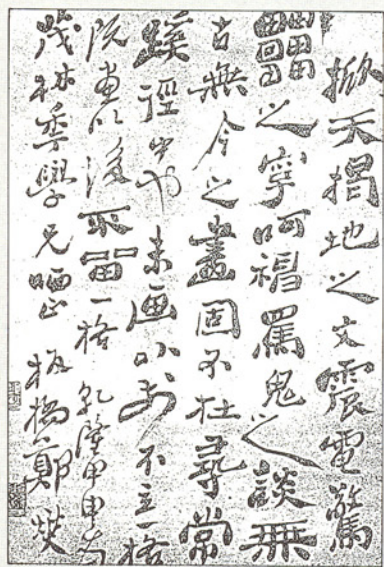 掀天揭地之文震電驚
靁之字呵神罵鬼之談無
古無今之畫固不在尋常
蹊徑中也未画以前不立一格
既畫以後不留一格 乾隆甲申為
茂林年學兄哂正 板橋鄭燮